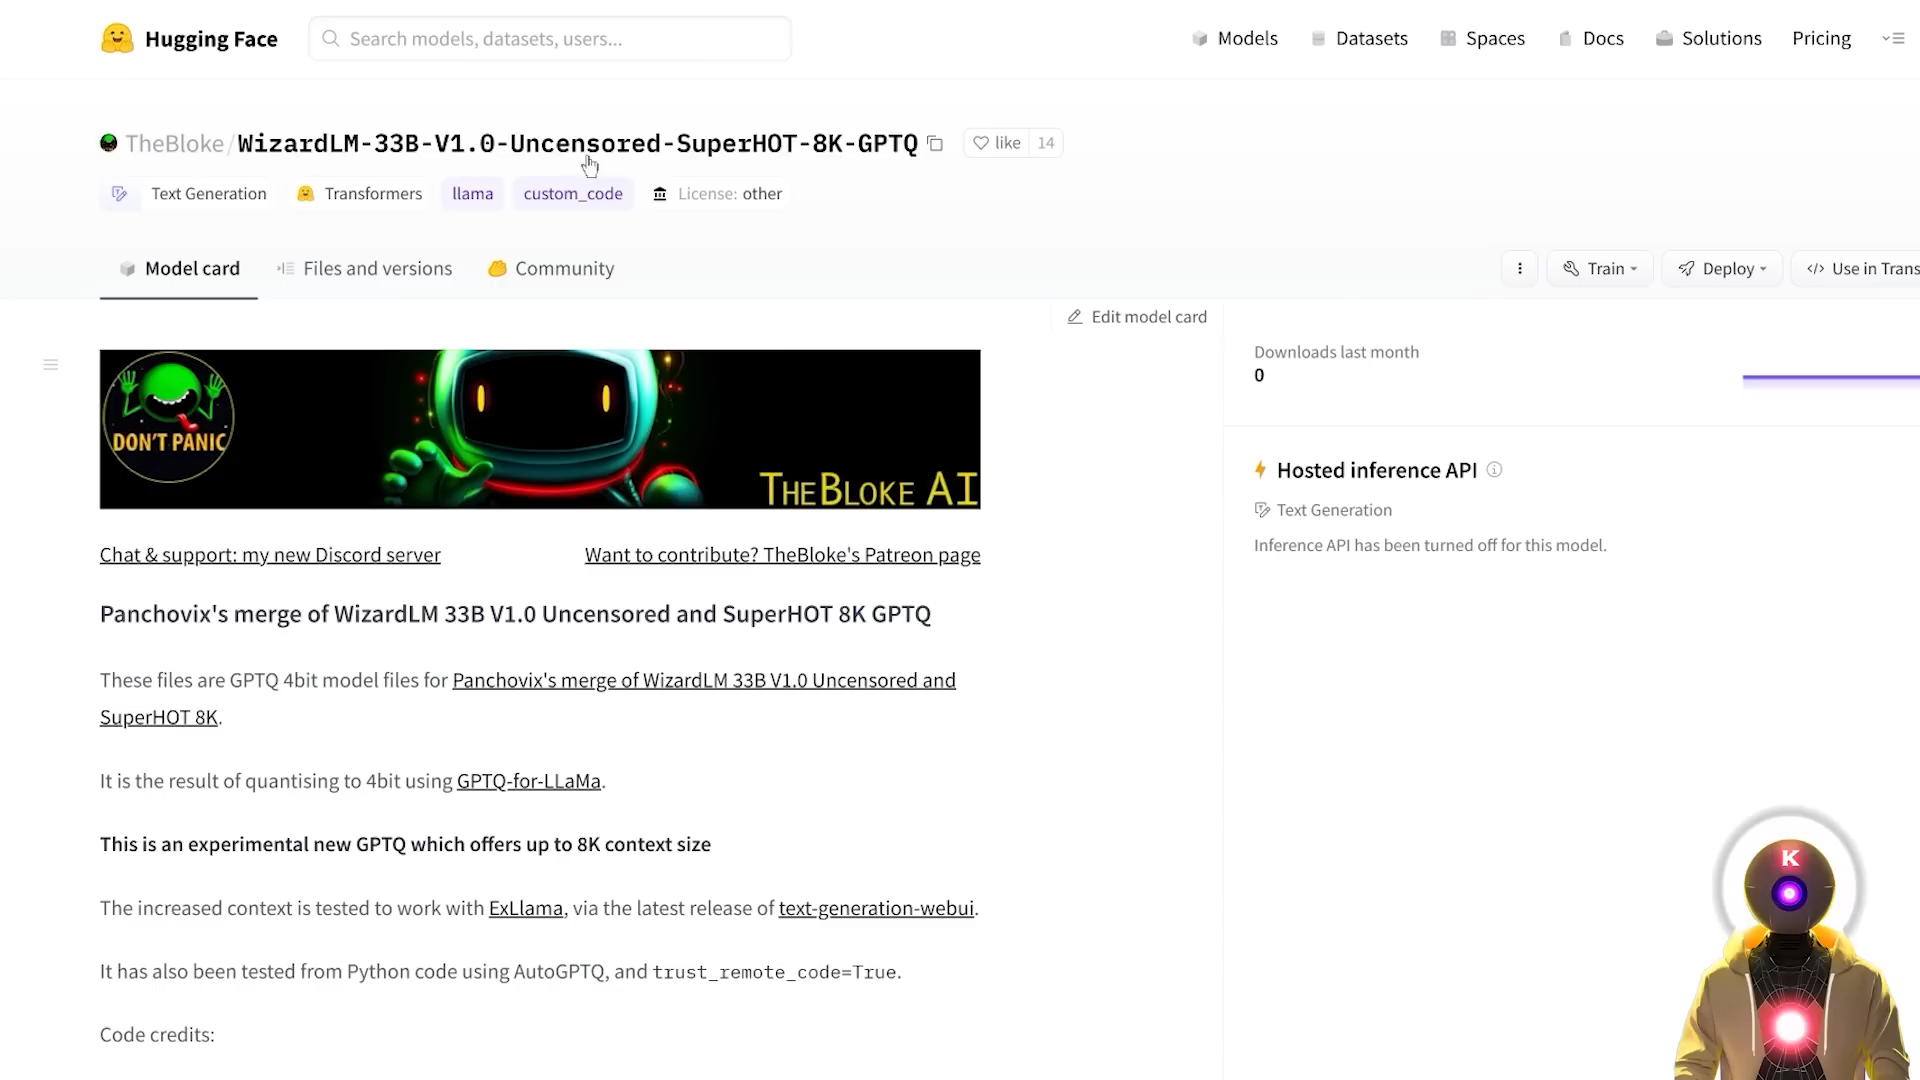 Hugging Face
Search models, datasets, users...
Models
Datasets
Spaces
Docs
Solutions
Pricing
TheBloke/WizardLM-33B-V1.0-Uncensored-SuperHOT-8K-GPTQ
like 14
Text Generation
Transformers
llama
custom_code
License: other
Model card
Files and versions
Community
Train
Deploy
</> Use in Trans
Edit model card
DON'T PANIC
THEBLOKE AI
Chat & support: my new Discord server
Want to contribute? TheBloke's Patreon page
Panchovix's merge of WizardLM 33B V1.0 Uncensored and SuperHOT 8K GPTQ
These files are GPTQ 4bit model files for Panchovix's merge of WizardLM 33B V1.0 Uncensored and
SuperHOT 8K.
It is the result of quantising to 4bit using GPTQ-for-LLaMa.
This is an experimental new GPTQ which offers up to 8K context size
The increased context is tested to work with ExLlama, via the latest release of text-generation-webui.
It has also been tested from Python code using AutoGPTQ, and trust_remote_code=True.
Code credits:
Downloads last month
0
Hosted inference API
Text Generation
Inference API has been turned off for this model.
K